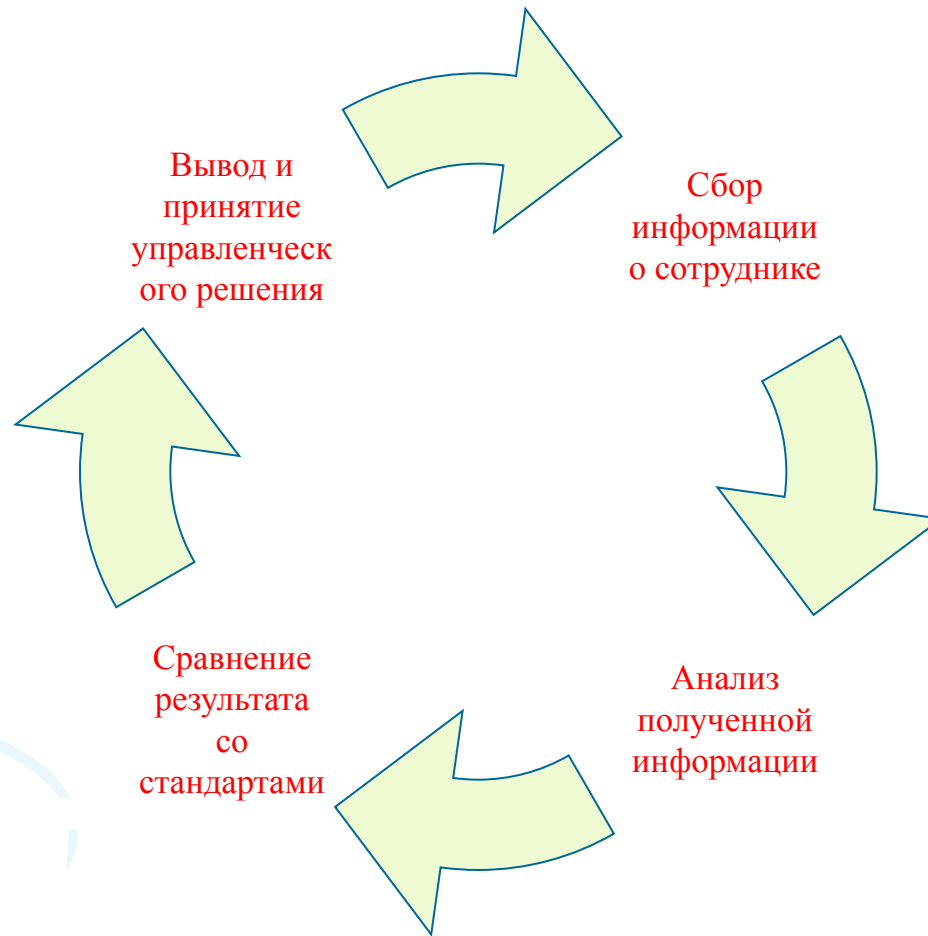 Вывод и
принятие
управленческ
ого решения
Сбор
информации
о сотруднике
Сравнение
результата
со
стандартами
Анализ
полученной
информации